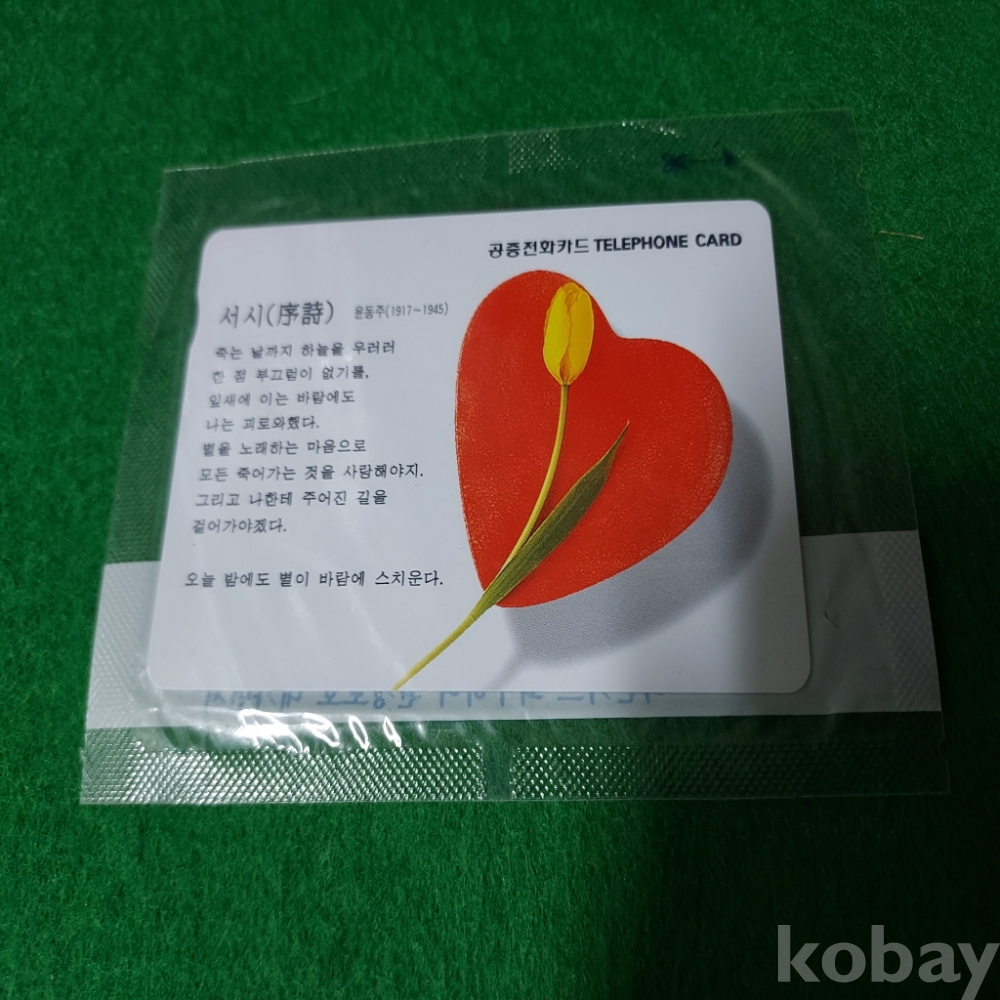 공중전화카드 TELEPHONE CARD
서시(序詩) 윤동주(1917~1945)
죽는 날까지 하늘을 우러러
한 점 부끄럼이 없기를,
잎새에 이는 바람에도
나는 괴로와했다.
별을 노래하는 마음으로
모든 죽어가는 것을 사랑해야지.
그리고 나한테 주어진 길을
걸어가야겠다.
오늘 밤에도 별이 바람에 스치운다.
kobay